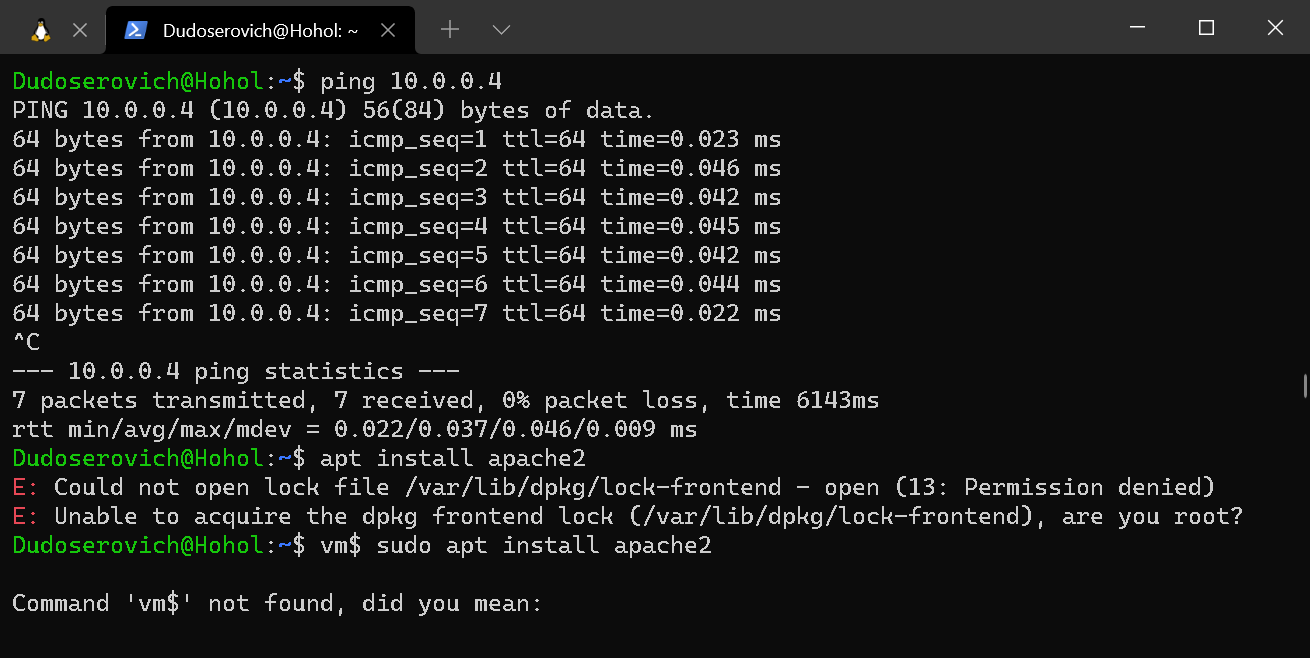 Dudoserovich@Hohol: ~
Dudoserovich@Hohol:~$ ping 10.0.0.4
PING 10.0.0.4 (10.0.0.4) 56(84) bytes of data.
64 bytes from 10.0.0.4: icmp_seq=1 ttl=64 time=0.023 ms
64 bytes from 10.0.0.4: icmp_seq=2 ttl=64 time=0.046 ms
64 bytes from 10.0.0.4: icmp_seq=3 ttl=64 time=0.042 ms
64 bytes from 10.0.0.4: icmp_seq=4 ttl=64 time=0.045 ms
64 bytes from 10.0.0.4: icmp_seq=5 ttl=64 time=0.042 ms
64 bytes from 10.0.0.4: icmp_seq=6 ttl=64 time=0.044 ms
64 bytes from 10.0.0.4: icmp_seq=7 ttl=64 time=0.022 ms
^C
--- 10.0.0.4 ping statistics ---
7 packets transmitted, 7 received, 0% packet loss, time 6143ms
rtt min/avg/max/mdev = 0.022/0.037/0.046/0.009 ms
Dudoserovich@Hohol:~$ apt install apache2
E: Could not open lock file /var/lib/dpkg/lock-frontend - open (13: Permission denied)
E: Unable to acquire the dpkg frontend lock (/var/lib/dpkg/lock-frontend), are you root?
Dudoserovich@Hohol:~$ vm$ sudo apt install apache2
Command 'vm$' not found, did you mean: